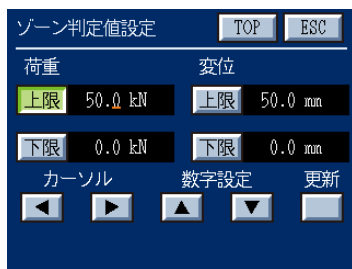 ゾーン判定値設定 TOP ESC
荷重 変位
上限 50.0 kN 上限 50.0 mm
下限 0.0 kN 下限 0.0 mm
カーソル 数字設定 更新
◀ ▶ ▲ ▼